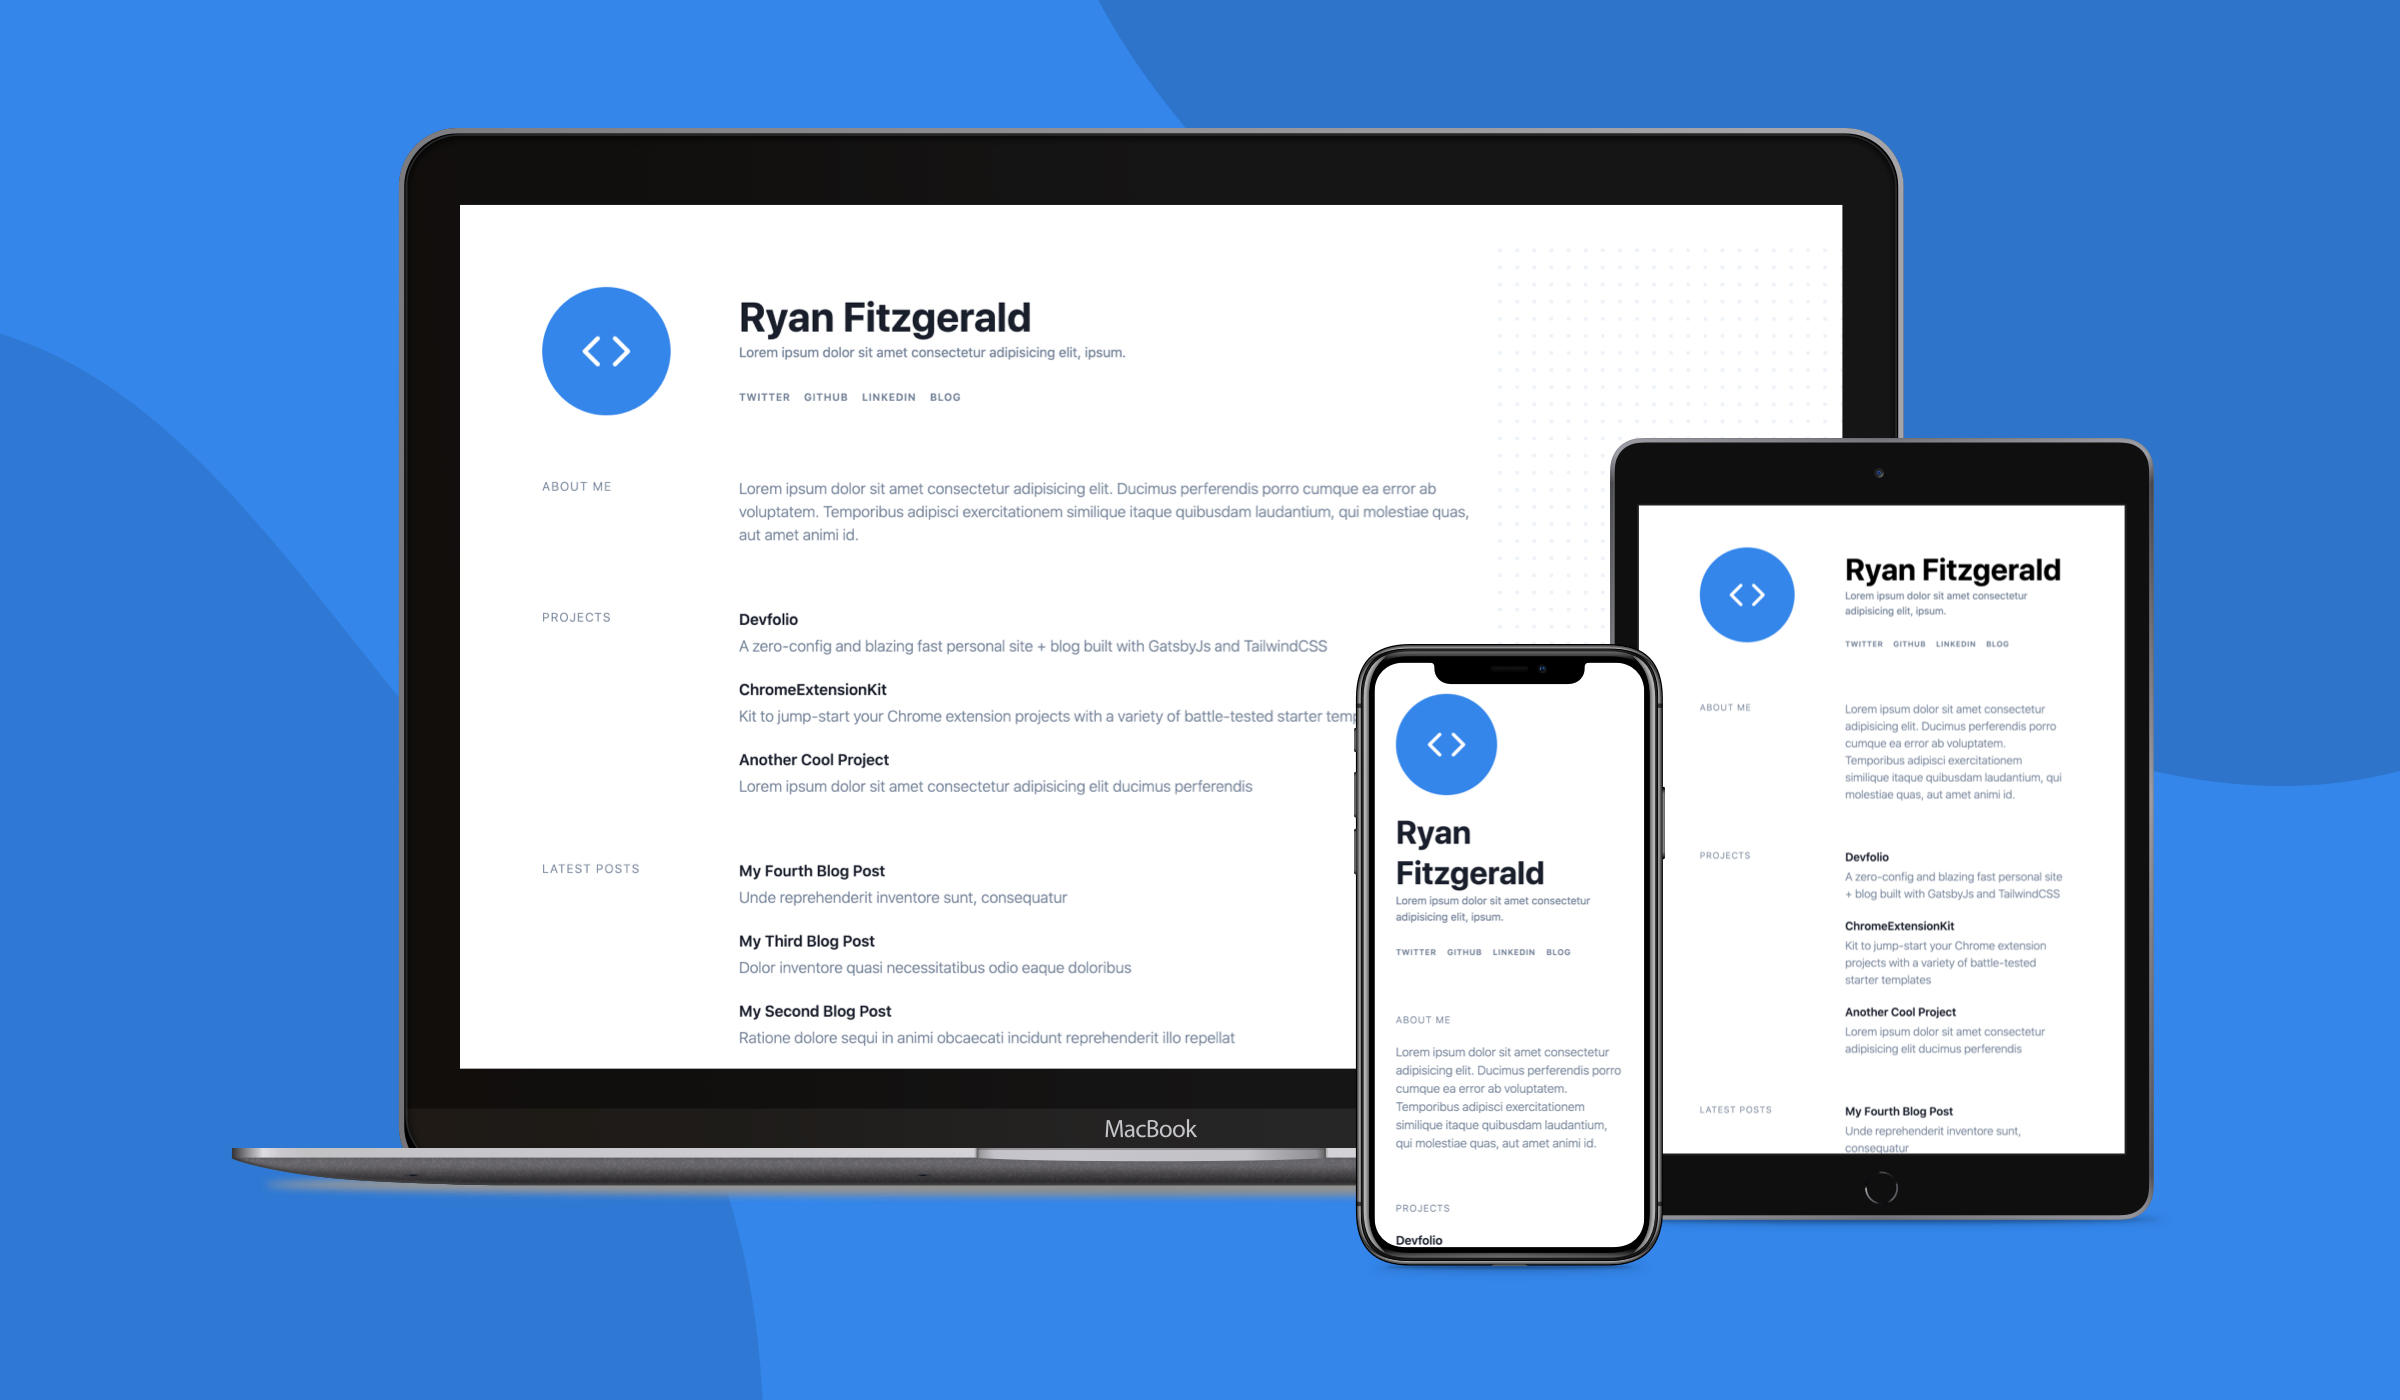 Ryan Fitzgerald
Lorem ipsum dolor sit amet consectetur adipisicing elit, ipsum.
TWITTER GITHUB LINKEDIN BLOG
ABOUT ME
Lorem ipsum dolor sit amet consectetur adipisicing elit. Ducimus perferendis porro cumque ea error ab
voluptatem. Temporibus adipisci exercitationem similique itaque quibusdam laudantium, qui molestiae quas,
aut amet animi id.
PROJECTS
Devfolio
A zero-config and blazing fast personal site + blog built with GatsbyJs and TailwindCSS
ChromeExtensionKit
Kit to jump-start your Chrome extension projects with a variety of battle-tested starter temp
Another Cool Project
Lorem ipsum dolor sit amet consectetur adipisicing elit ducimus perferendis
LATEST POSTS
My Fourth Blog Post
Unde reprehenderit inventore sunt, consequatur
My Third Blog Post
Dolor inventore quasi necessitatibus odio eaque doloribus
My Second Blog Post
Ratione dolore sequi in animi obcaecati incidunt reprehenderit illo repellat
MacBook
Ryan
Fitzgerald
Lorem ipsum dolor sit amet consectetur
adipisicing elit, ipsum.
TWITTER GITHUB LINKEDIN BLOG
ABOUT ME
Lorem ipsum dolor sit amet consectetur
adipisicing elit. Ducimus perferendis porro
cumque ea error ab voluptatem.
Temporibus adipisci exercitationem
similique itaque quibusdam laudantium,
qui molestiae quas, aut amet animi id.
PROJECTS
Devfolio
Ryan Fitzgerald
Lorem ipsum dolor sit amet consectetur
adipisicing elit, ipsum.
TWITTER GITHUB LINKEDIN BLOG
ABOUT ME
Lorem ipsum dolor sit amet consectetur
adipisicing elit. Ducimus perferendis porro
cumque ea error ab voluptatem.
Temporibus adipisci exercitationem
similique itaque quibusdam laudantium, qui
molestiae quas, aut amet animi id.
PROJECTS
Devfolio
A zero-config and blazing fast personal site
+ blog built with GatsbyJs and TailwindCSS
ChromeExtensionKit
Kit to jump-start your Chrome extension
projects with a variety of battle-tested
starter templates
Another Cool Project
Lorem ipsum dolor sit amet consectetur
adipisicing elit ducimus perferendis
LATEST POSTS
My Fourth Blog Post
Unde reprehenderit inventore sunt,
consequatur